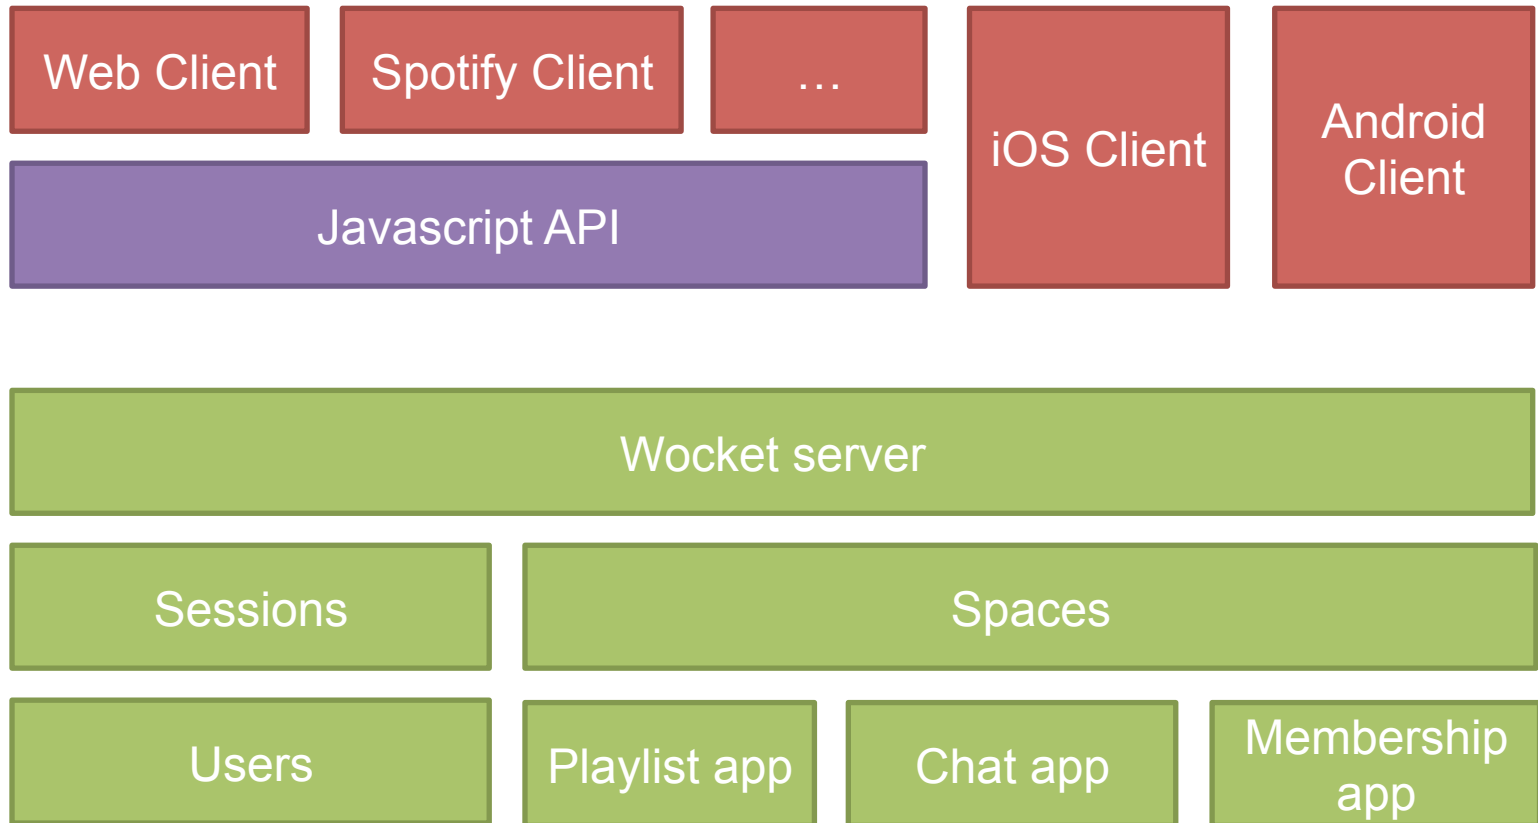 Web Client
Spotify Client
…
iOS Client
Android
Client
Javascript API
Wocket server
Sessions
Spaces
Users
Playlist app
Chat app
Membership
app